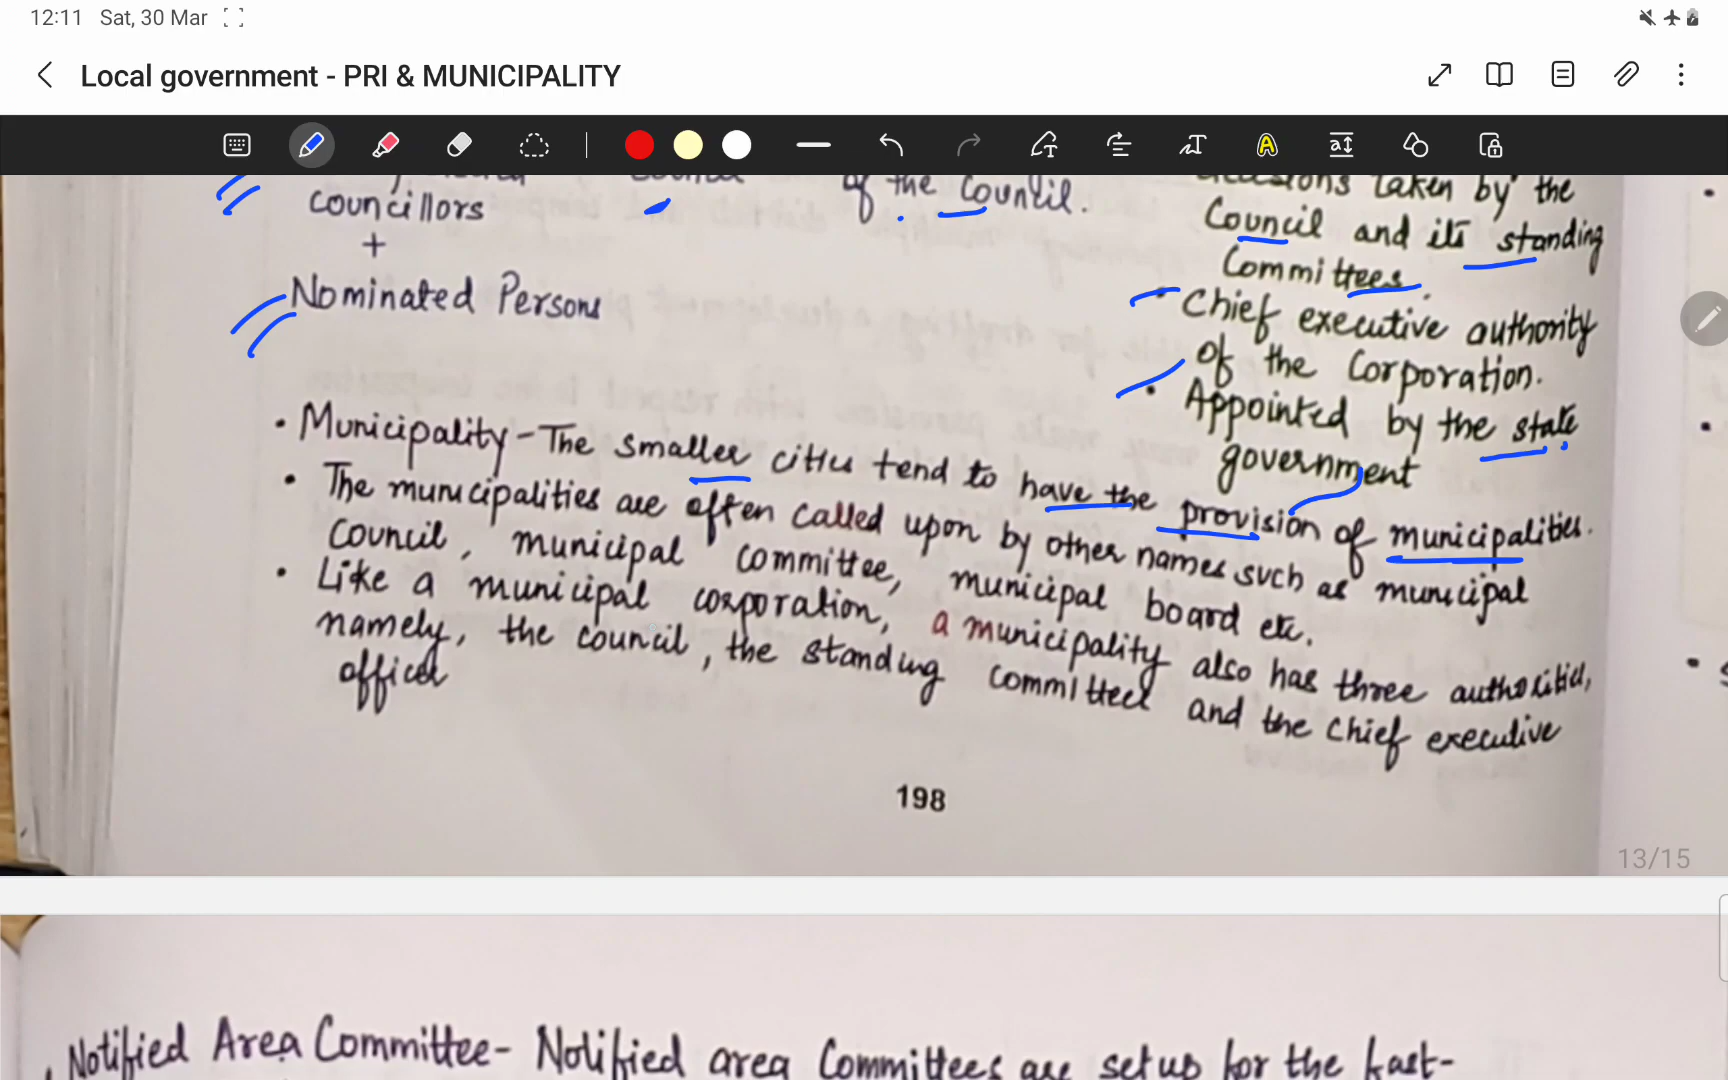 12:11 Sat, 30 Mar
Local government - PRI & MUNICIPALITY
of the Council.
taken by the
councillors
Council and its standing
+
Committees.
Nominated Persons
• Chief executive authority
of the Corporation.
• Appointed by the state
government
• Municipality - The smaller cities tend to have the provision of municipalities.
• The municipalities are often called upon by other names such as municipal
Council, municipal committee, municipal board etc.
• Like a municipal corporation, a municipality also has three authorities,
namely, the council, the standing committees and the chief executive
officer
198
13/15
Notified Area Committee - Notified area Committees are setup for the fast-